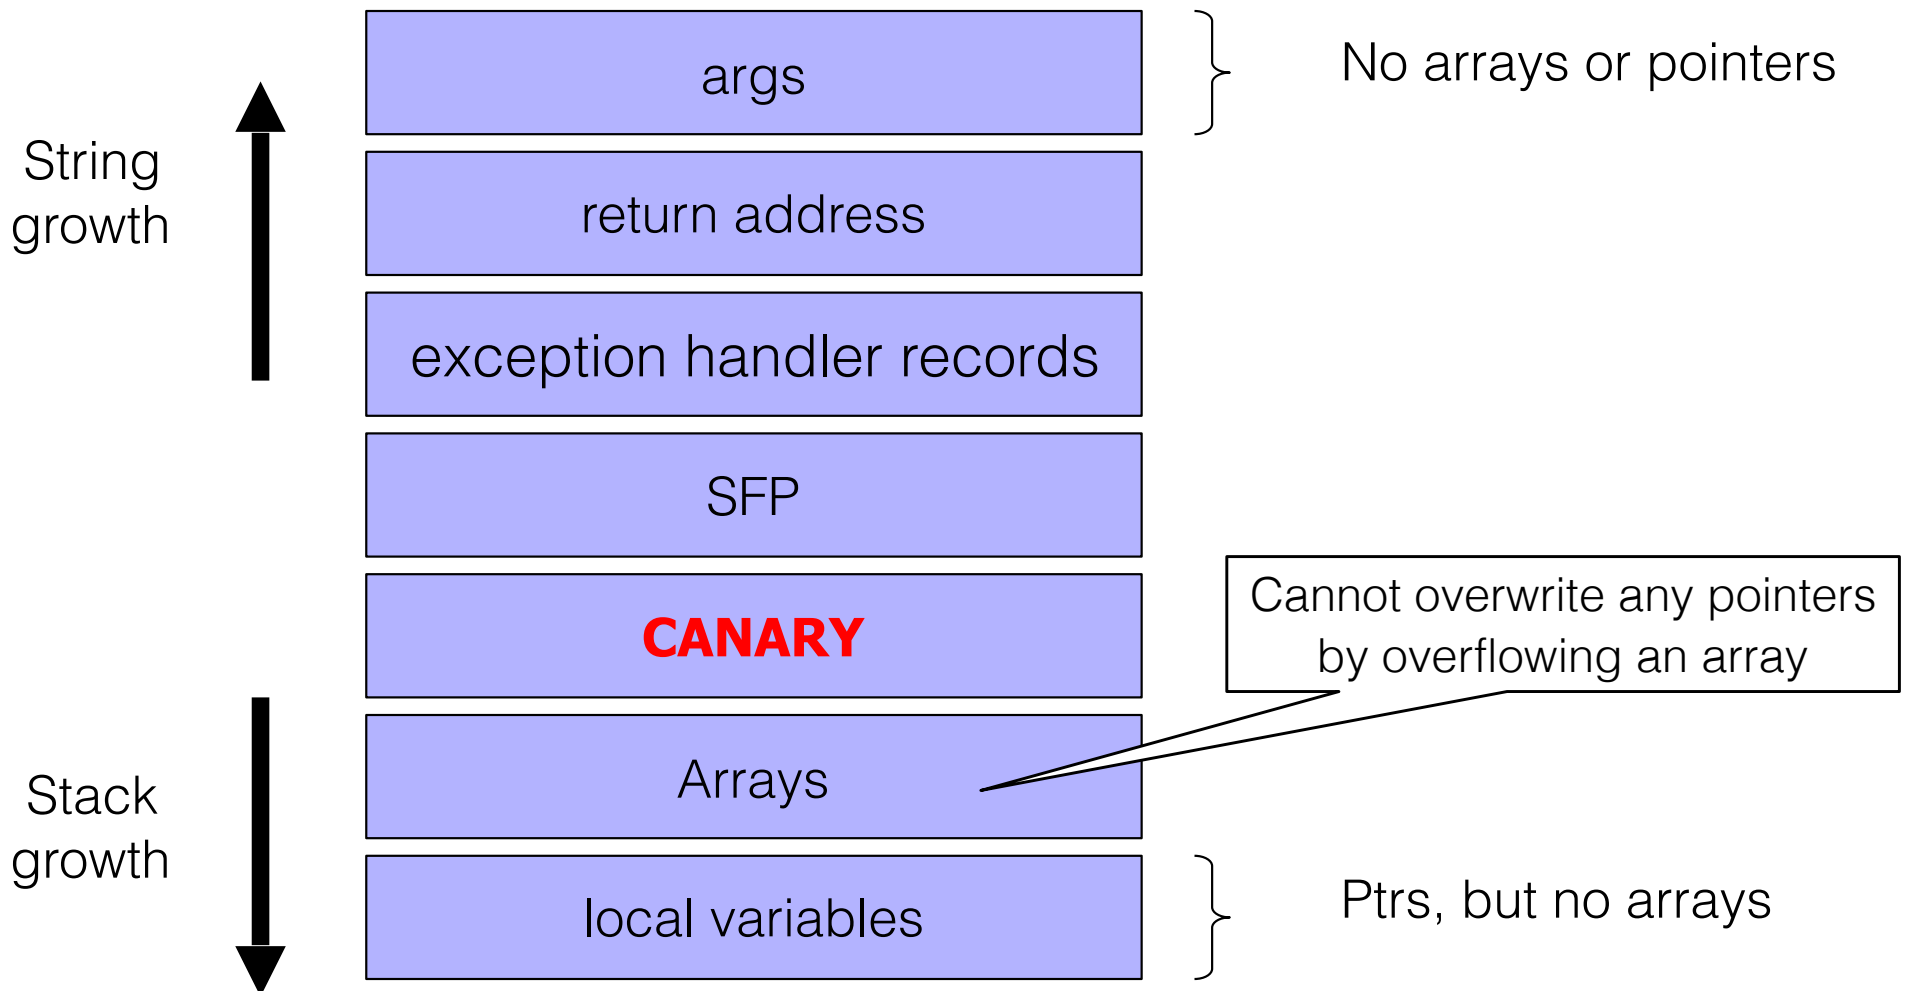 args
No arrays or pointers
String
growth
return address
exception handler records
SFP
Cannot overwrite any pointers
by overflowing an array
CANARY
Arrays
Stack
growth
local variables
Ptrs, but no arrays